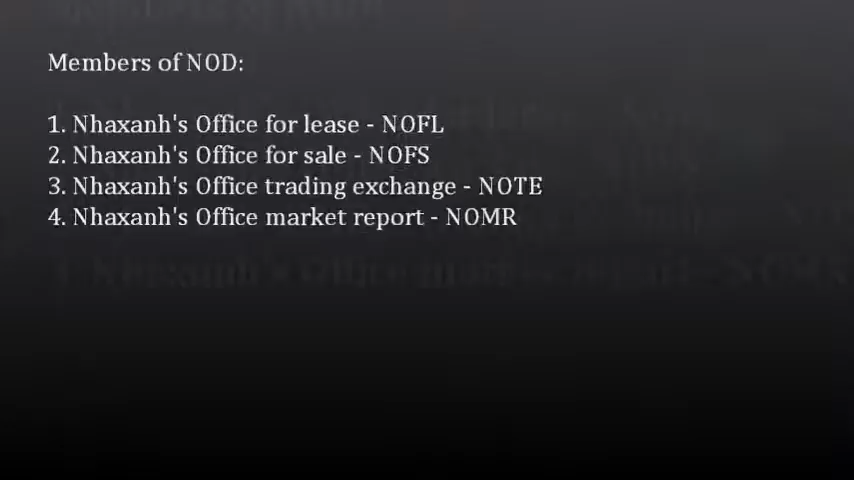 Members of NOD:
1. Nhaxanh's Office for lease - NOFL
2. Nhaxanh's Office for sale - NOFS
3. Nhaxanh's Office trading exchange - NOTE
4. Nhaxanh's Office market report - NOMR